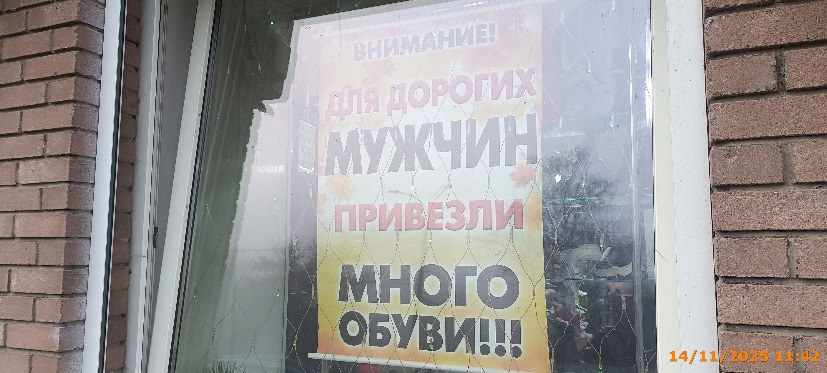 ВНИМАНИЕ!
ДЛЯ ДОРОГИХ
МУЖЧИН
ПРИВЕЗЛИ
МНОГО
ОБУВИ!!!
14/11/2025 11:42